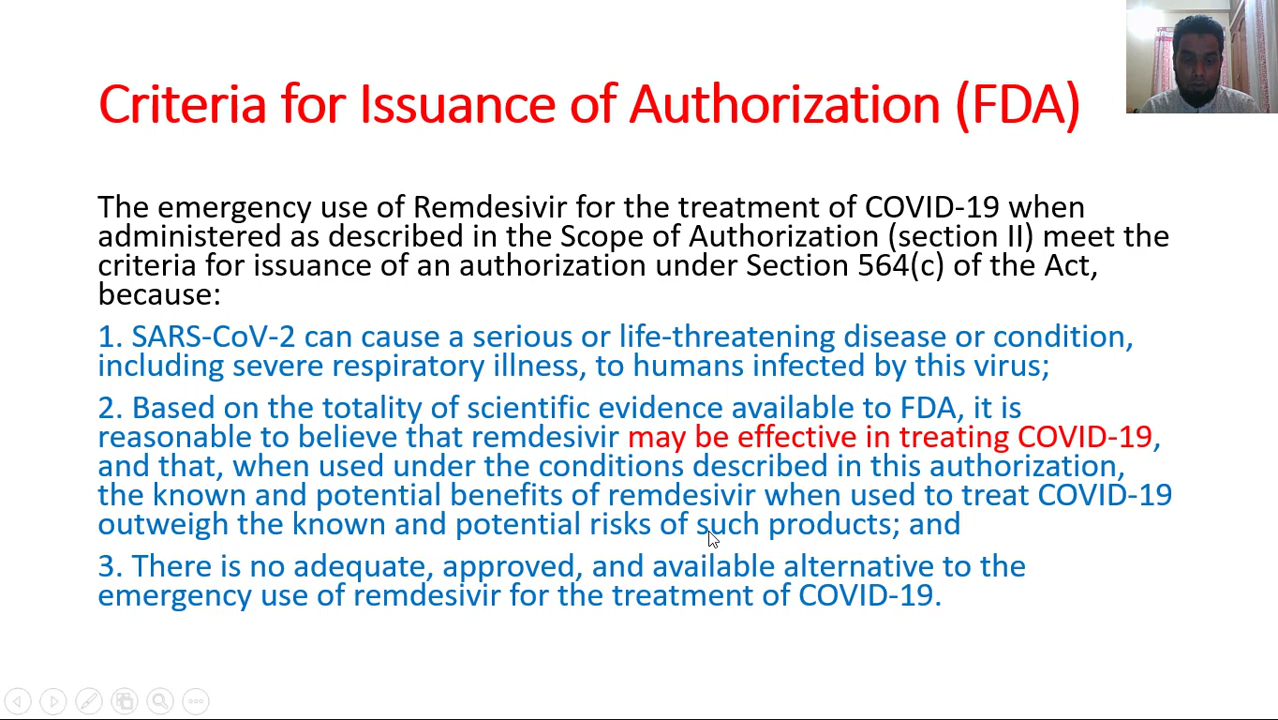 Criteria for Issuance of Authorization (FDA)
The emergency use of Remdesivir for the treatment of COVID-19 when
administered as described in the Scope of Authorization (section II) meet the
criteria for issuance of an authorization under Section 564(c) of the Act,
because:
1. SARS-CoV-2 can cause a serious or life-threatening disease or condition,
including severe respiratory illness, to humans infected by this virus;
2. Based on the totality of scientific evidence available to FDA, it is
reasonable to believe that remdesivir may be effective in treating COVID-19,
and that, when used under the conditions described in this authorization,
the known and potential benefits of remdesivir when used to treat COVID-19
outweigh the known and potential risks of such products; and
3. There is no adequate, approved, and available alternative to the
emergency use of remdesivir for the treatment of COVID-19.